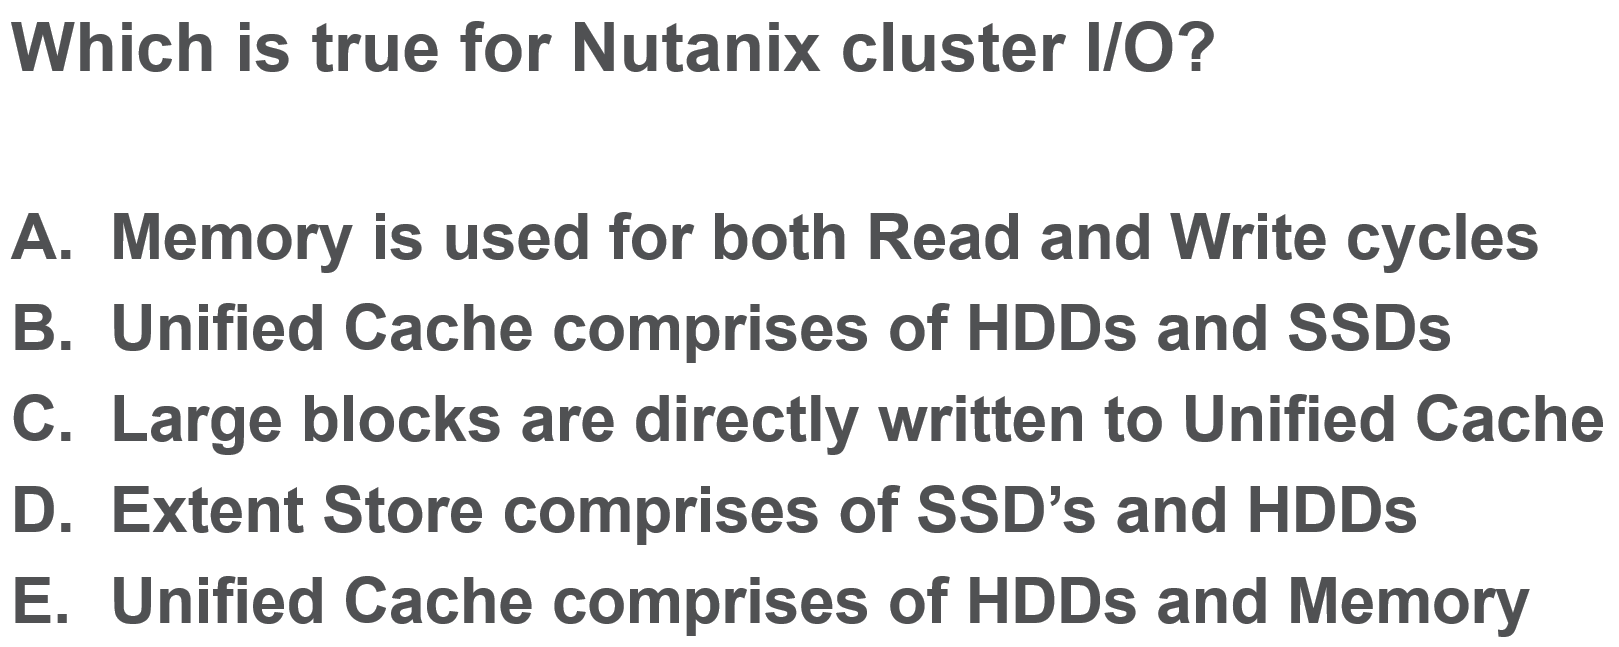 Which is true for Nutanix cluster I/O?
A. Memory is used for both Read and Write cycles
B. Unified Cache comprises of HDDs and SSDs
C. Large blocks are directly written to Unified Cache
D. Extent Store comprises of SSD’s and HDDs
E. Unified Cache comprises of HDDs and Memory